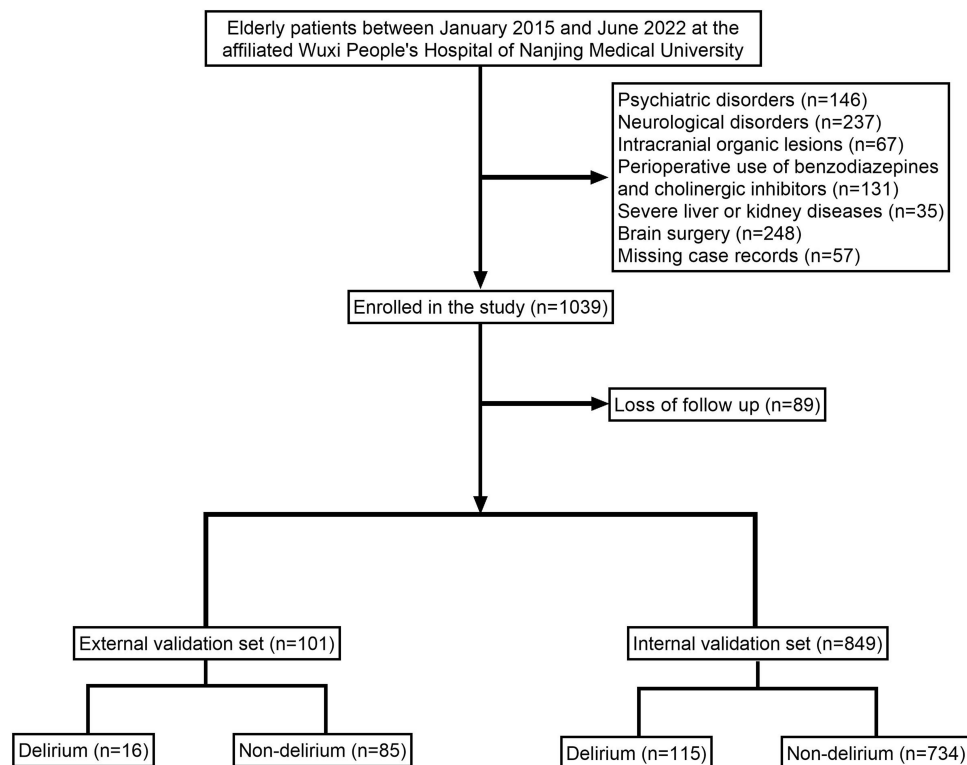 Elderly patients between January 2015 and June 2022 at the
affiliated Wuxi People's Hospital of Nanjing Medical University
Psychiatric disorders (n=146)
Neurological disorders (n=237)
Intracranial organic lesions (n=67)
Perioperative use of benzodiazepines
and cholinergic inhibitors (n=131)
Severe liver or kidney diseases (n=35)
Brain surgery (n=248)
Missing case records (n=57)
Enrolled in the study (n=1039)
Loss of follow up (n=89)
External validation set (n=101)
Internal validation set (n=849)
Delirium (n=16)
Non-delirium (n=85)
Delirium (n=115)
Non-delirium (n=734)